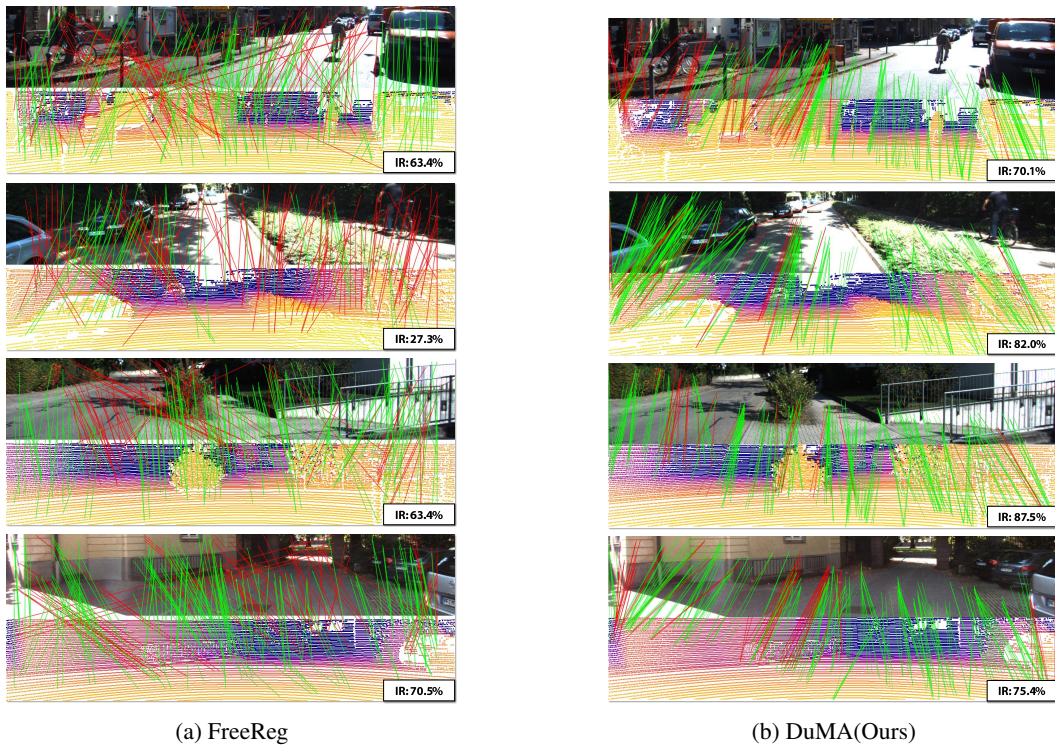 IR: 63.4%
IR: 70.1%
IR: 27.3%
IR: 82.0%
IR: 63.4%
IR: 87.5%
IR: 70.5%
IR: 75.4%
(a) FreeReg
(b) DuMA(Ours)